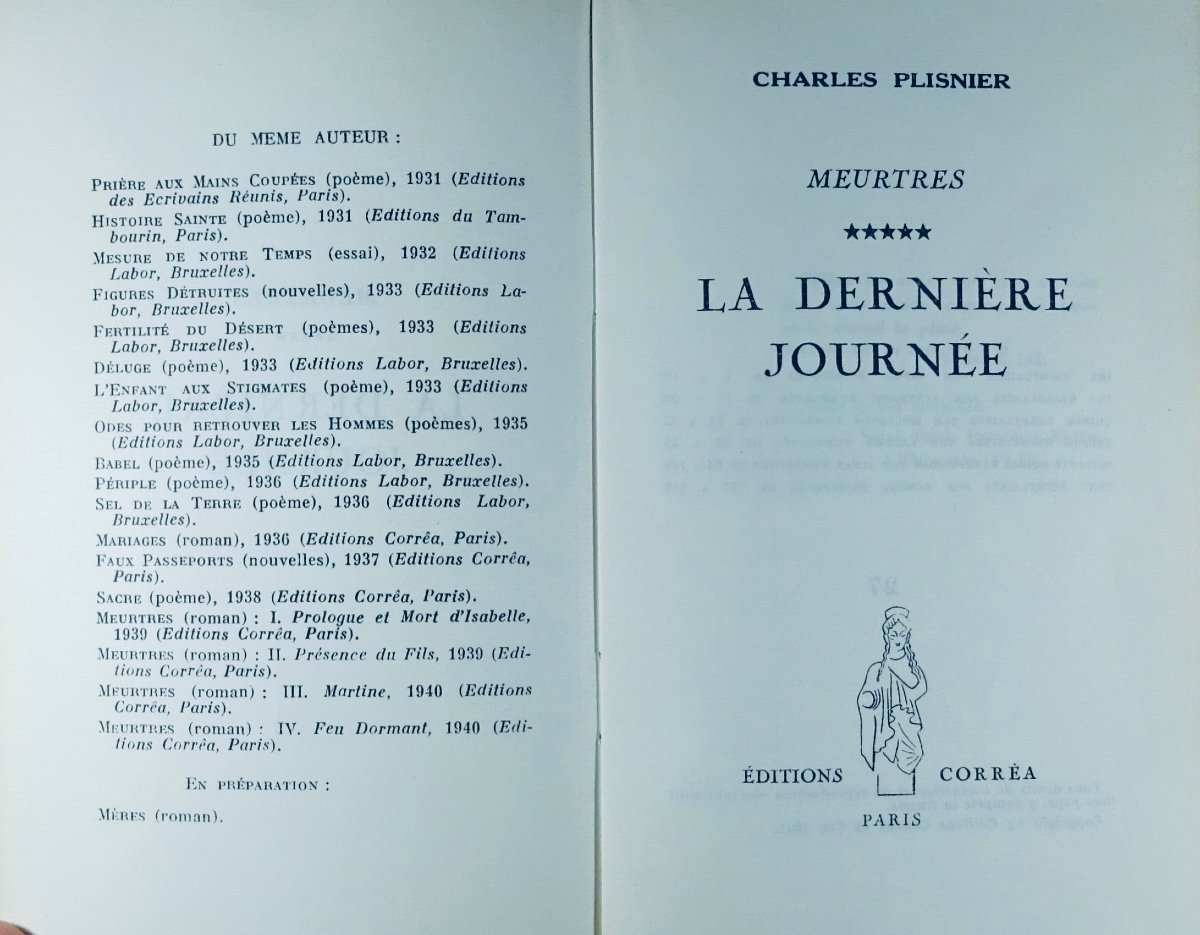 DU MEME AUTEUR :
PRIÈRE AUX MAINS COUPÉES (poème), 1931 (Editions
des Ecrivains Réunis, Paris).
HISTOIRE SAINTE (poème), 1931 (Editions du Tam-
bourin, Paris).
MESURE DE NOTRE TEMPS (essai), 1932 (Editions
Labor, Bruxelles).
FIGURES DÉTRUITES (nouvelles), 1933 (Editions La-
bor, Bruxelles).
FERTILITÉ DU DÉSERT (poèmes), 1933 (Editions
Labor, Bruxelles).
DÉLUGE (poème), 1933 (Editions Labor, Bruxelles).
L'ENFANT AUX STIGMATES (poème), 1933 (Editions
Labor, Bruxelles).
ODES POUR RETROUVER LES HOMMES (poèmes), 1935
(Editions Labor, Bruxelles).
BABEL (poème), 1935 (Editions Labor, Bruxelles).
PÉRIPLE (poème), 1936 (Editions Labor, Bruxelles).
SEL DE LA TERRE (poème), 1936 (Editions Labor,
Bruxelles).
MARIAGES (roman), 1936 (Editions Corrêa, Paris).
FAUX PASSEPORTS (nouvelles), 1937 (Editions Corrêa,
Paris).
SACRE (poème), 1938 (Editions Corrêa, Paris).
MEURTRES (roman) : I. Prologue et Mort d'Isabelle,
1939 (Editions Corrêa, Paris).
MEURTRES (roman) : II. Présence du Fils, 1939 (Edi-
tions Corrêa, Paris).
MEURTRES (roman) : III. Martine, 1940 (Editions
Corrêa, Paris).
MEURTRES (roman) : IV. Feu Dormant, 1940 (Edi-
tions Corrêa, Paris).
EN PRÉPARATION :
MÈRES (roman).
CHARLES PLISNIER
MEURTRES
★★★★★
LA DERNIÈRE
JOURNÉE
ÉDITIONS CORRÊA
PARIS